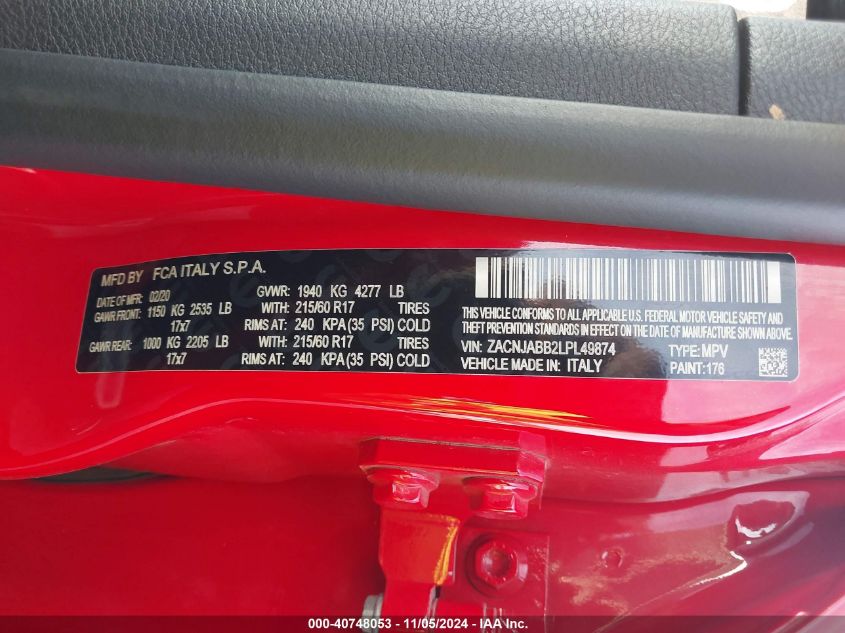 MFD BY FCA ITALY S.P.A.
DATE OF MFR 02/20 GVWR: 1940 KG 4277 LB
GAWR FRONT: 1150 KG 2535 LB WITH: 215/60 R17 TIRES
17x7 RIMS AT: 240 KPA (35 PSI) COLD
GAWR REAR: 1000 KG 2205 LB WITH: 215/60 R17 TIRES
17x7 RIMS AT: 240 KPA (35 PSI) COLD
THIS VEHICLE CONFORMS TO ALL APPLICABLE U.S. FEDERAL MOTOR VEHICLE SAFETY AND
THEFT PREVENTION STANDARDS IN EFFECT ON THE DATE OF MANUFACTURE SHOWN ABOVE.
VIN: ZACNJABB2LPL49874 TYPE: MPV
VEHICLE MADE IN: ITALY PAINT: 176
000-40748053 - 11/05/2024 - IAA Inc.